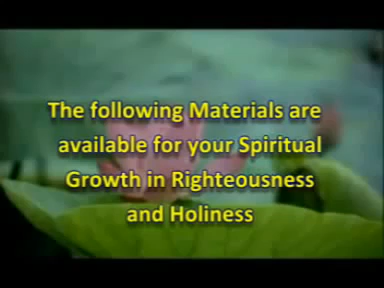 The following Materials are
available for your Spiritual
Growth in Righteousness
and Holiness